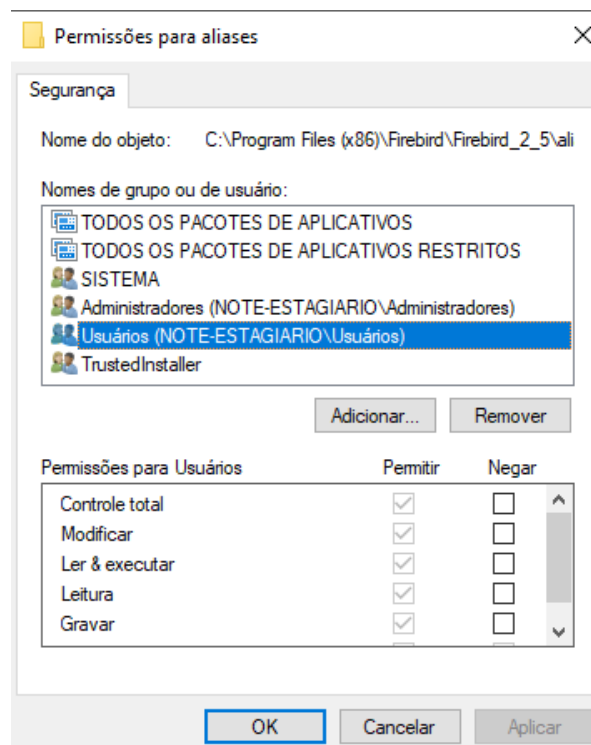 Permissões para aliases
Segurança
Nome do objeto: C:\Program Files (x86)\Firebird\Firebird_2_5\ali
Nomes de grupo ou de usuário:
TODOS OS PACOTES DE APLICATIVOS
TODOS OS PACOTES DE APLICATIVOS RESTRITOS
SISTEMA
Administradores (NOTE-ESTAGIARIO\Administradores)
Usuários (NOTE-ESTAGIARIO\Usuários)
TrustedInstaller
Adicionar... Remover
Permissões para Usuários Permitir Negar
Controle total
Modificar
Ler & executar
Leitura
Gravar
OK Cancelar Aplicar